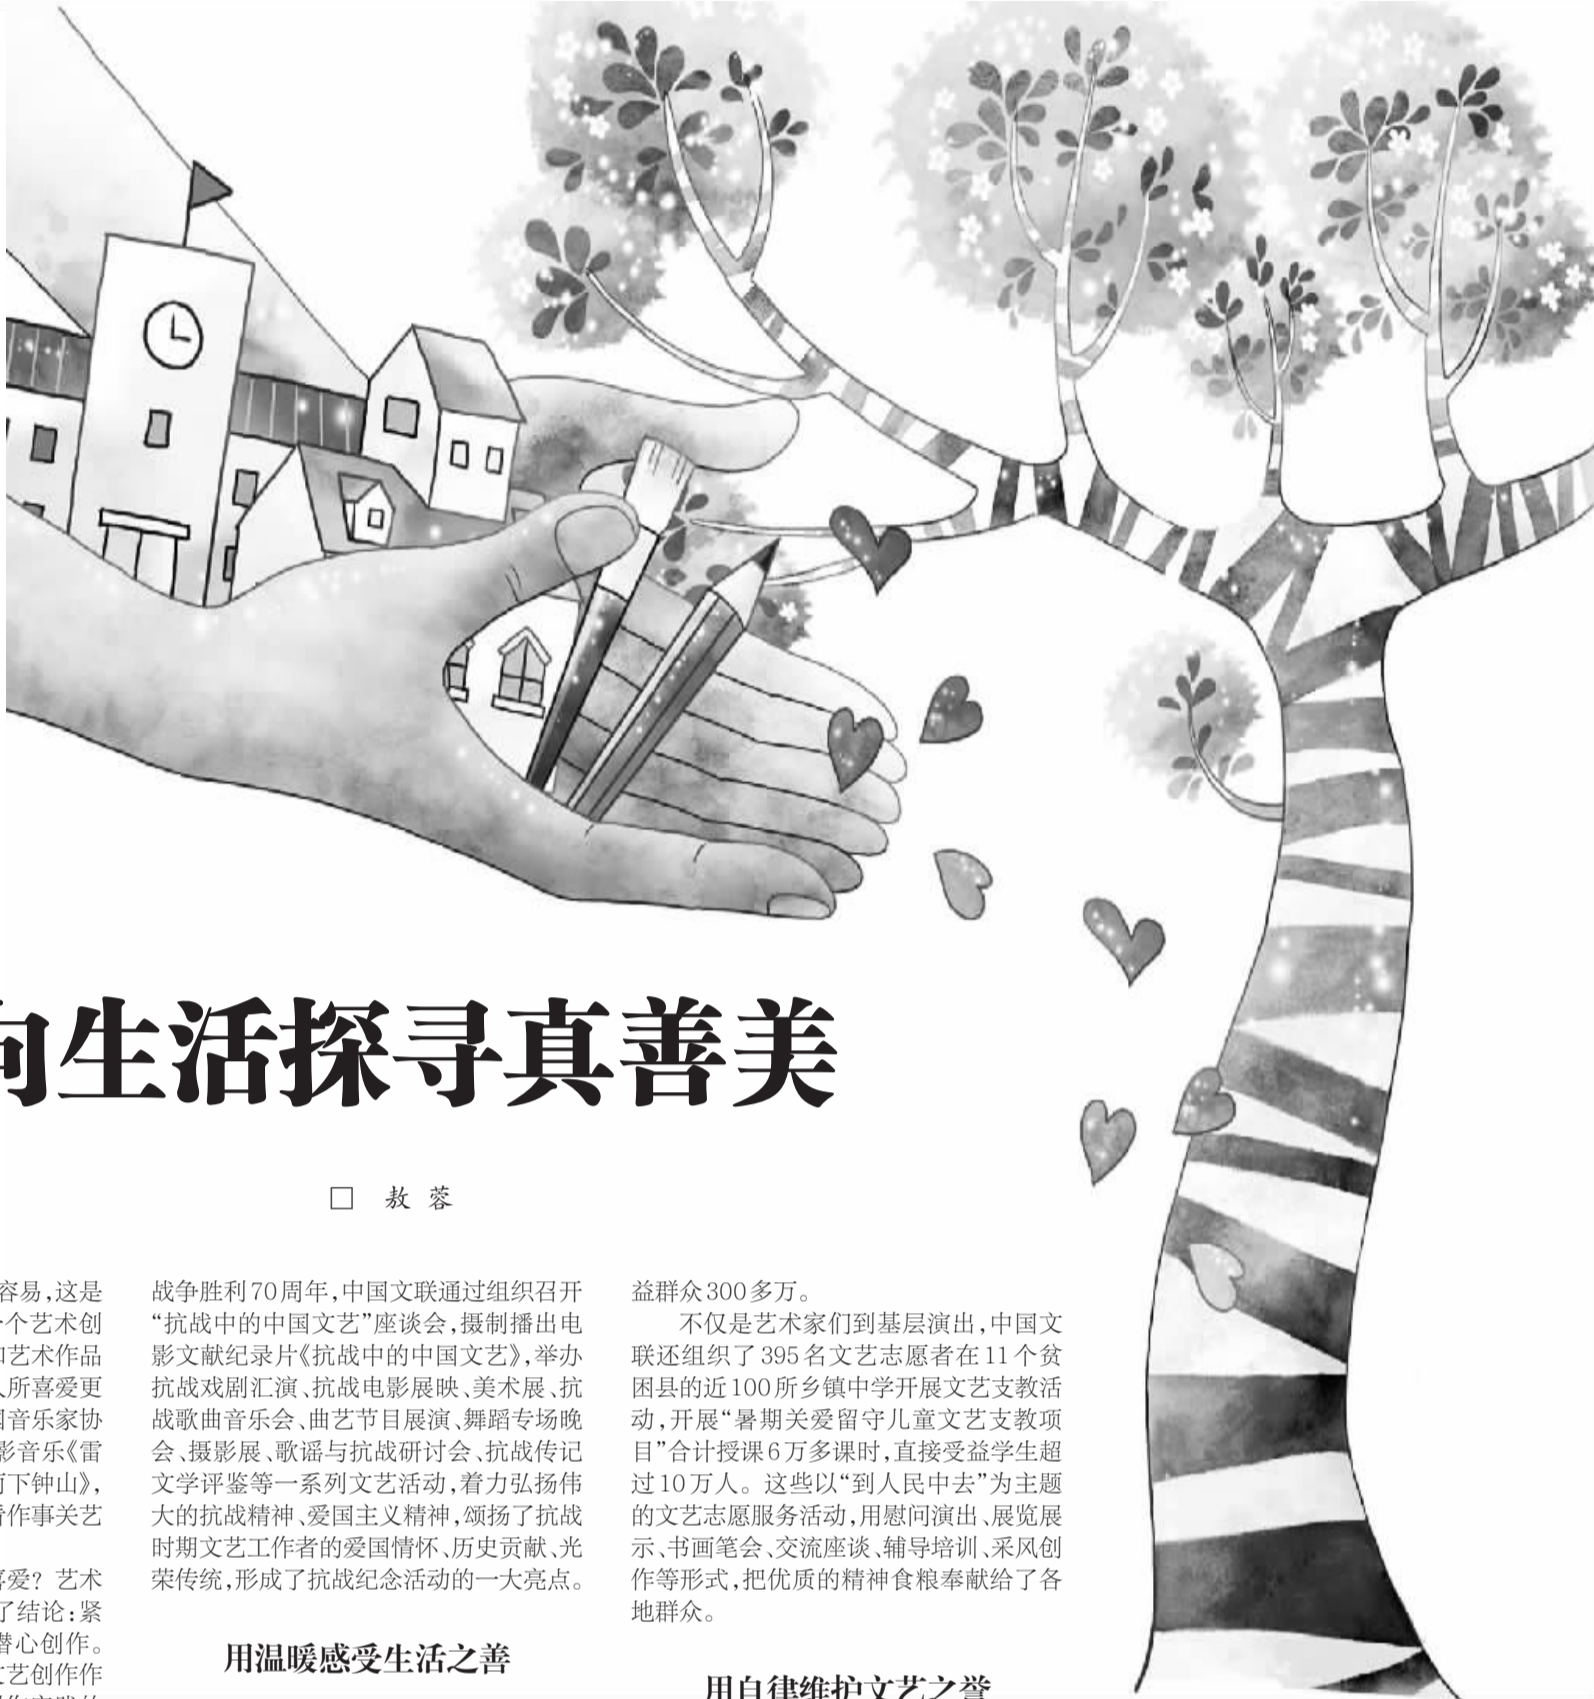 向生活探寻真善美
□ 敖 蓉
容易，这是
一个艺术创
和艺术作品
人所喜爱更
国音乐家协
影音乐《雷
下钟山》，
作事关艺
喜爱？艺术
了结论：紧
潜心创作。
文艺创作作
战争胜利70周年，中国文联通过组织召开
“抗战中的中国文艺”座谈会，摄制播出电
影文献纪录片《抗战中的中国文艺》，举办
抗战戏剧汇演、抗战电影展映、美术展、抗
战歌曲音乐会、曲艺节目展演、舞蹈专场晚
会、摄影展、歌谣与抗战研讨会、抗战传记
文学评鉴等一系列文艺活动，着力弘扬伟
大的抗战精神、爱国主义精神，颂扬了抗战
时期文艺工作者的爱国情怀、历史贡献、光
荣传统，形成了抗战纪念活动的一大亮点。
用温暖感受生活之善
益群众300多万。
不仅是艺术家们到基层演出，中国文
联还组织了395名文艺志愿者在11个贫
困县的近100所乡镇中学开展文艺支教活
动，开展“暑期关爱留守儿童文艺支教项
目”合计授课6万多课时，直接受益学生超
过10万人。这些以“到人民中去”为主题
的文艺志愿服务活动，用慰问演出、展览展
示、书画笔会、交流座谈、辅导培训、采风创
作等形式，把优质的精神食粮奉献给了各
地群众。
用自律维护文艺之誉